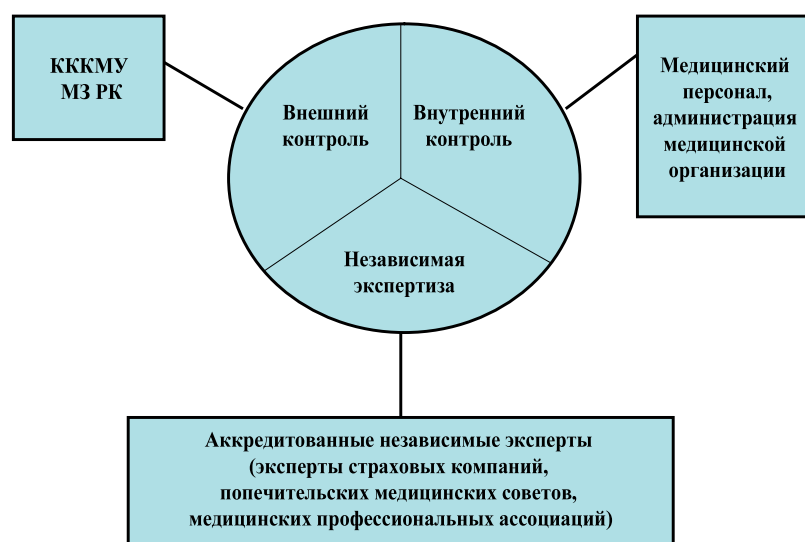 КККМУ
МЗ РК
Внешний
контроль
Внутренний
контроль
Медицинский
персонал,
администрация
медицинской
организации
Независимая
экспертиза
Аккредитованные независимые эксперты
(эксперты страховых компаний,
попечительских медицинских советов,
медицинских профессиональных ассоциаций)